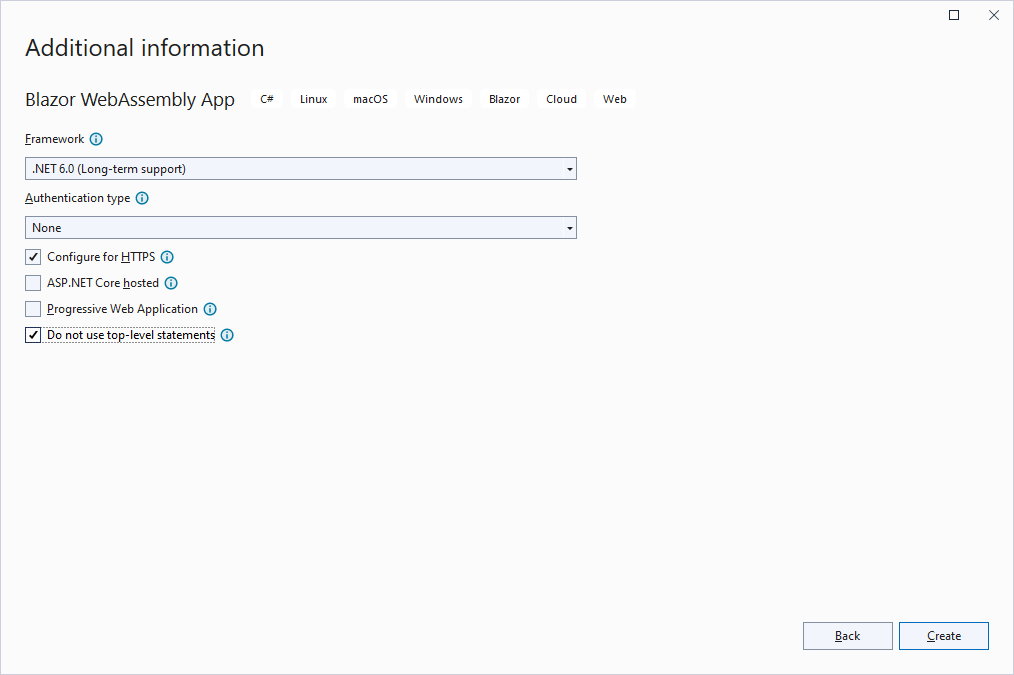 Additional information
Blazor WebAssembly App C# Linux macOS Windows Blazor Cloud Web
Framework
.NET 6.0 (Long-term support)
Authentication type
None
Configure for HTTPS
ASP.NET Core hosted
Progressive Web Application
Do not use top-level statements
Back Create